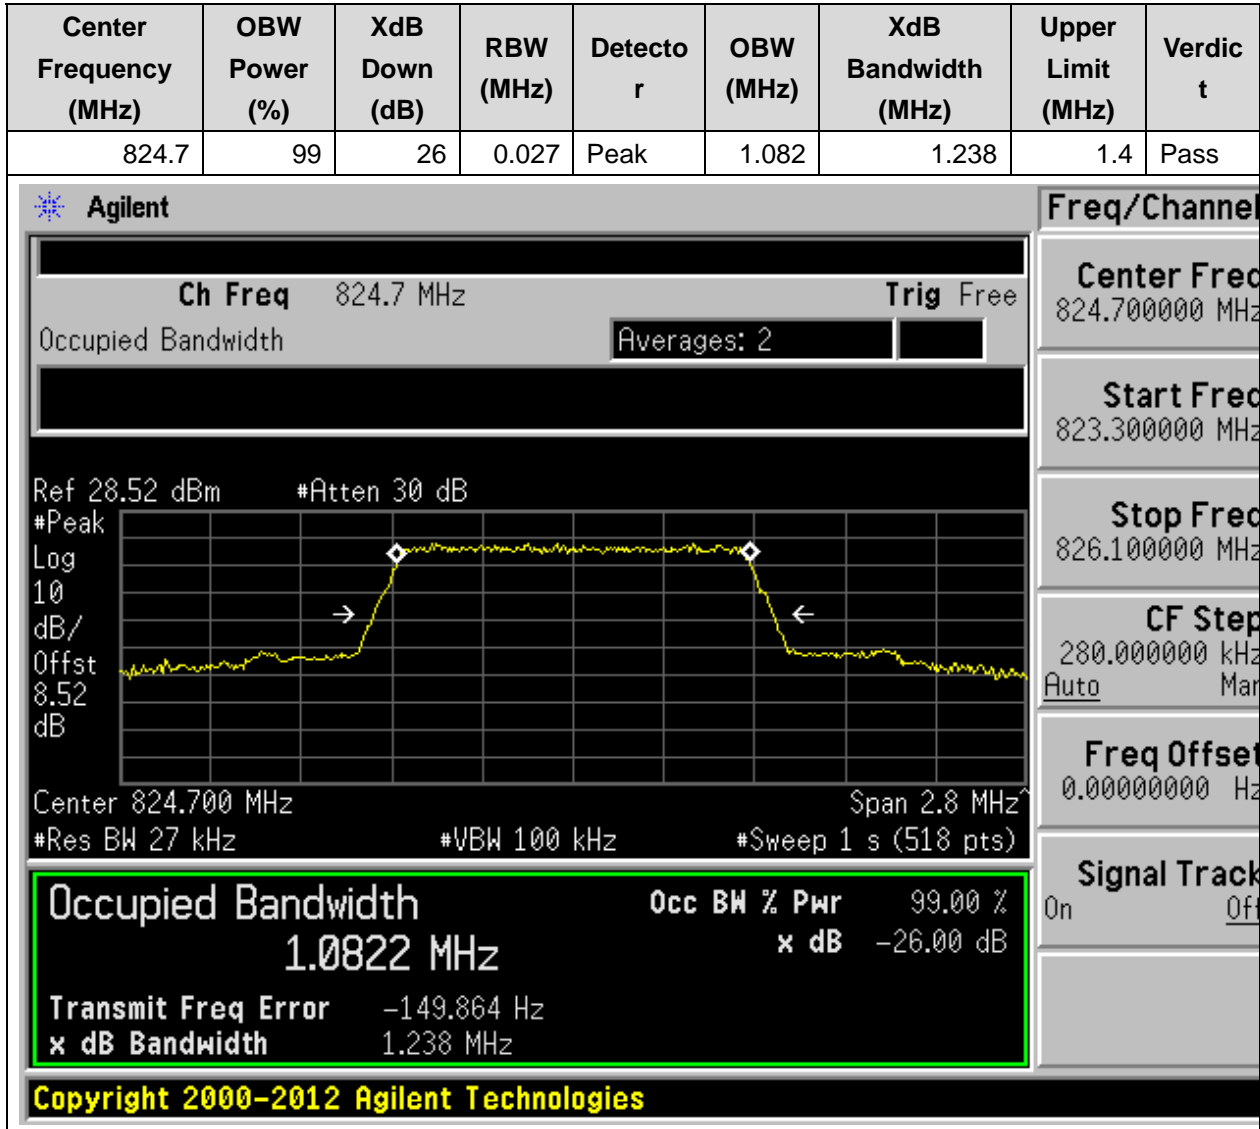 Center Frequency (MHz) OBW Power (%) XdB Down (dB) RBW (MHz) Detecto r OBW (MHz) XdB Bandwidth (MHz) Upper Limit (MHz) Verdic t
824.7 99 26 0.027 Peak 1.082 1.238 1.4 Pass
Agilent
Ch Freq 824.7 MHz Trig Free
Occupied Bandwidth Averages: 2
Ref 28.52 dBm #Atten 30 dB
#Peak
Log
10
dB/
Offst
8.52
dB
Center 824.700 MHz Span 2.8 MHz^
#Res BW 27 kHz #VBW 100 kHz #Sweep 1 s (518 pts)
Occupied Bandwidth Occ BW % Pwr 99.00 %
1.0822 MHz x dB -26.00 dB
Transmit Freq Error -149.864 Hz
x dB Bandwidth 1.238 MHz
Copyright 2000-2012 Agilent Technologies
Freq/Channel
Center Freq
824.700000 MHz
Start Freq
823.300000 MHz
Stop Freq
826.100000 MHz
CF Step
280.000000 kHz
Auto Man
Freq Offset
0.00000000 Hz
Signal Track
On Off